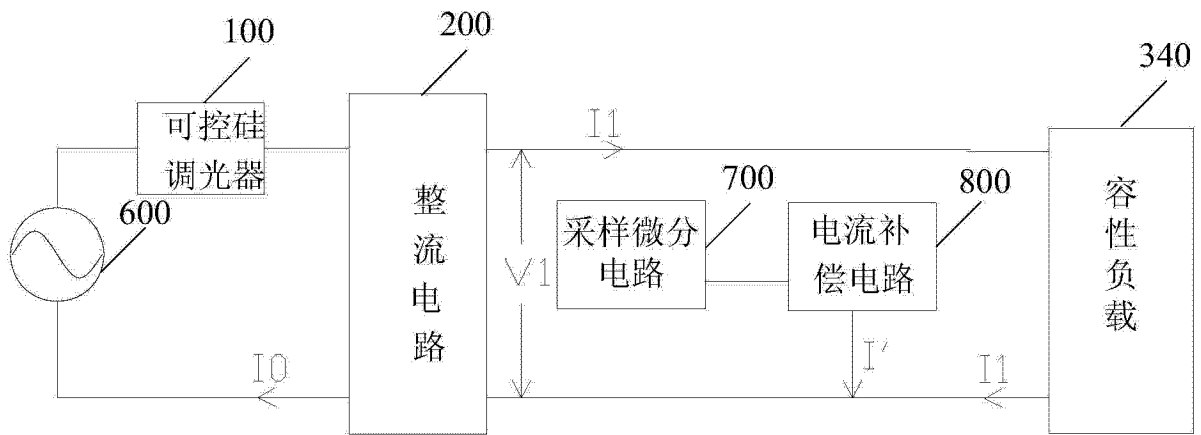 100
200
340
可控硅
调光器
I1
600
整流电路
V1
700
采样微分
电路
800
电流补
偿电路
容性负载
I0
I'
I1